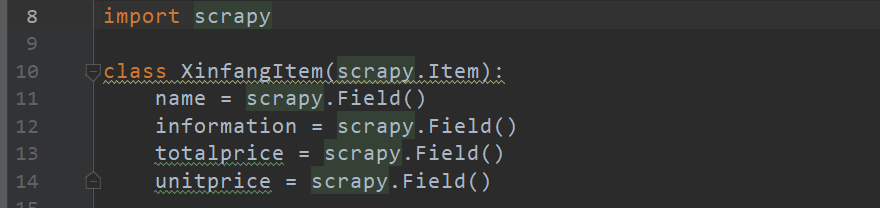 8 import scrapy
9
10 class XinfangItem(scrapy.Item):
11     name = scrapy.Field()
12     information = scrapy.Field()
13     totalprice = scrapy.Field()
14     unitprice = scrapy.Field()